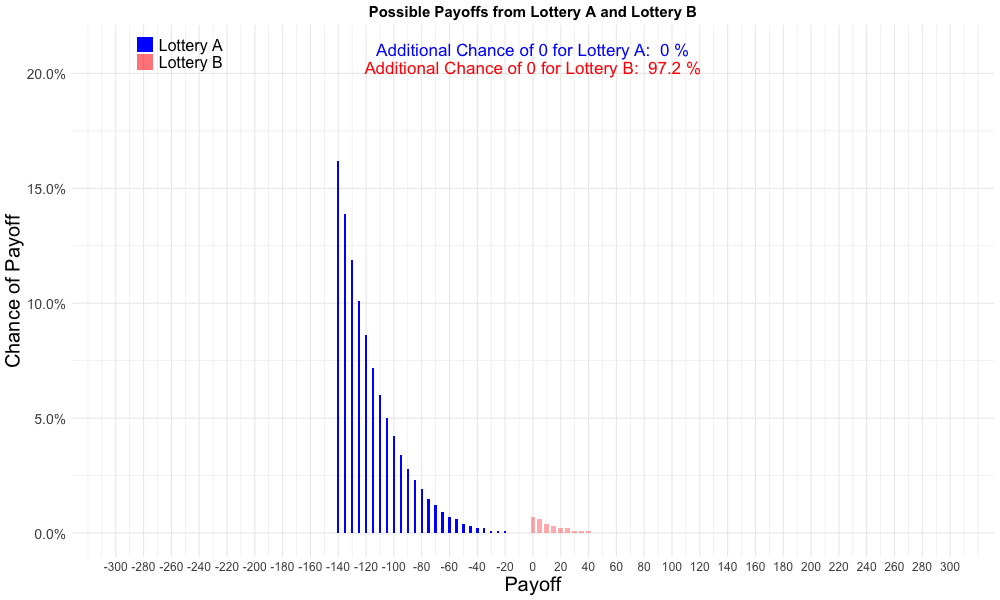 Possible Payoffs from Lottery A and Lottery B
Lottery A
Lottery B
Additional Chance of 0 for Lottery A:  0 %
Additional Chance of 0 for Lottery B:  97.2 %
Chance of Payoff
20.0%
15.0%
10.0%
5.0%
0.0%
-300 -280 -260 -240 -220 -200 -180 -160 -140 -120 -100 -80 -60 -40 -20 0 20 40 60 80 100 120 140 160 180 200 220 240 260 280 300
Payoff